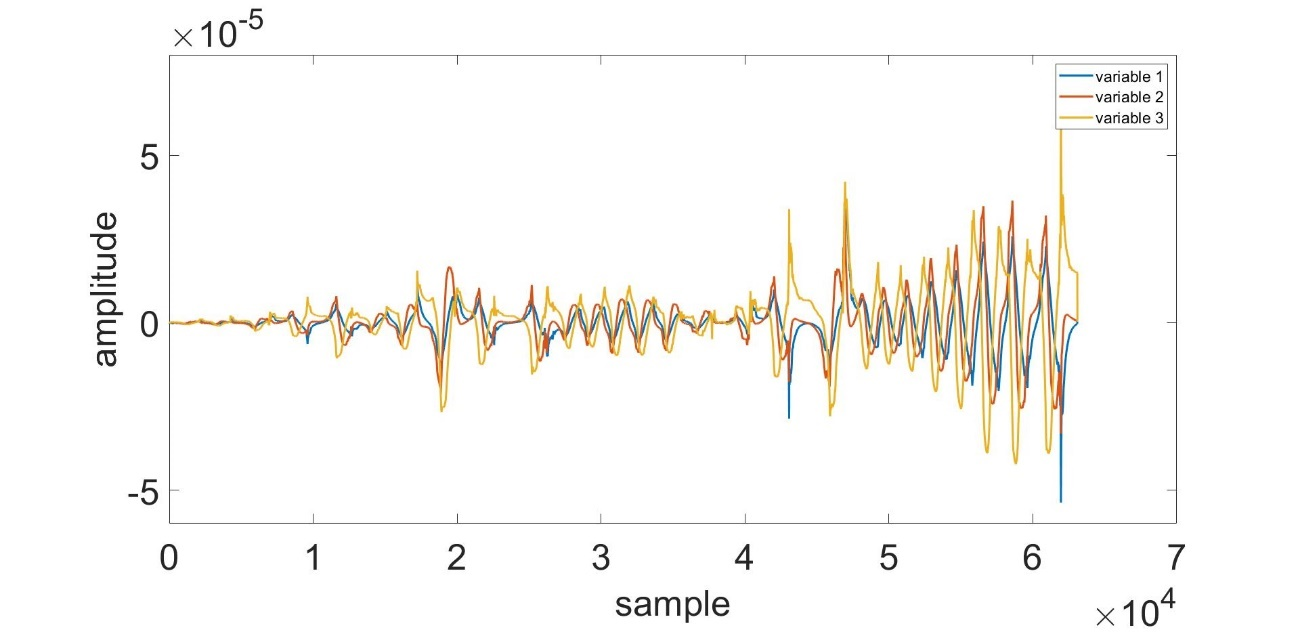 ×10-5
variable 1
variable 2
variable 3
5
0
-5
amplitude
0 1 2 3 4 5 6 7
sample
×104